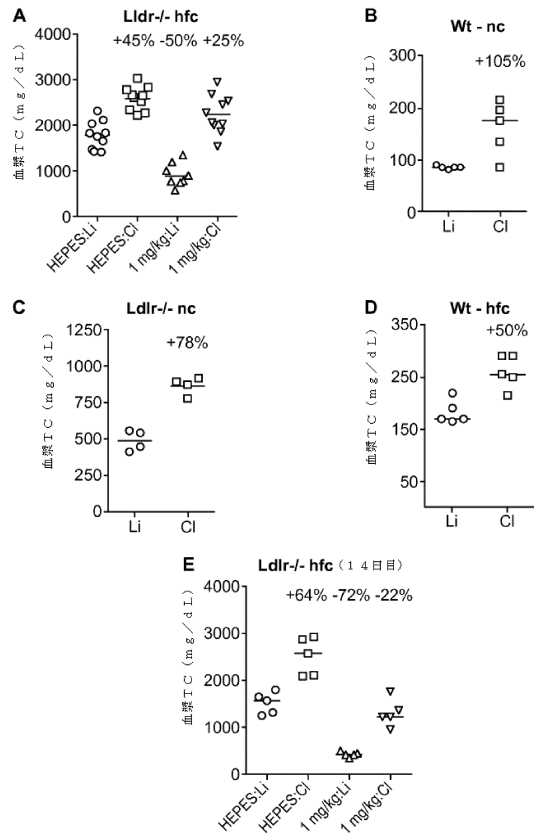 A
Lldr-/- hfc
+45% -50% +25%
血漿TC（mg／dL）
4000
3000
2000
1000
0
HEPES:Li
HEPES:Cl
1 mg/kg:Li
1 mg/kg:Cl
B
Wt - nc
+105%
血漿TC（mg／dL）
300
200
100
0
Li
Cl
C
Ldlr-/- nc
+78%
血漿TC（mg／dL）
1250
1000
750
500
250
0
Li
Cl
D
Wt - hfc
+50%
血漿TC（mg／dL）
350
250
150
50
Li
Cl
E
Ldlr-/- hfc（14日目）
+64% -72% -22%
血漿TC（mg／dL）
4000
3000
2000
1000
0
HEPES:Li
HEPES:Cl
1 mg/kg:Li
1 mg/kg:Cl